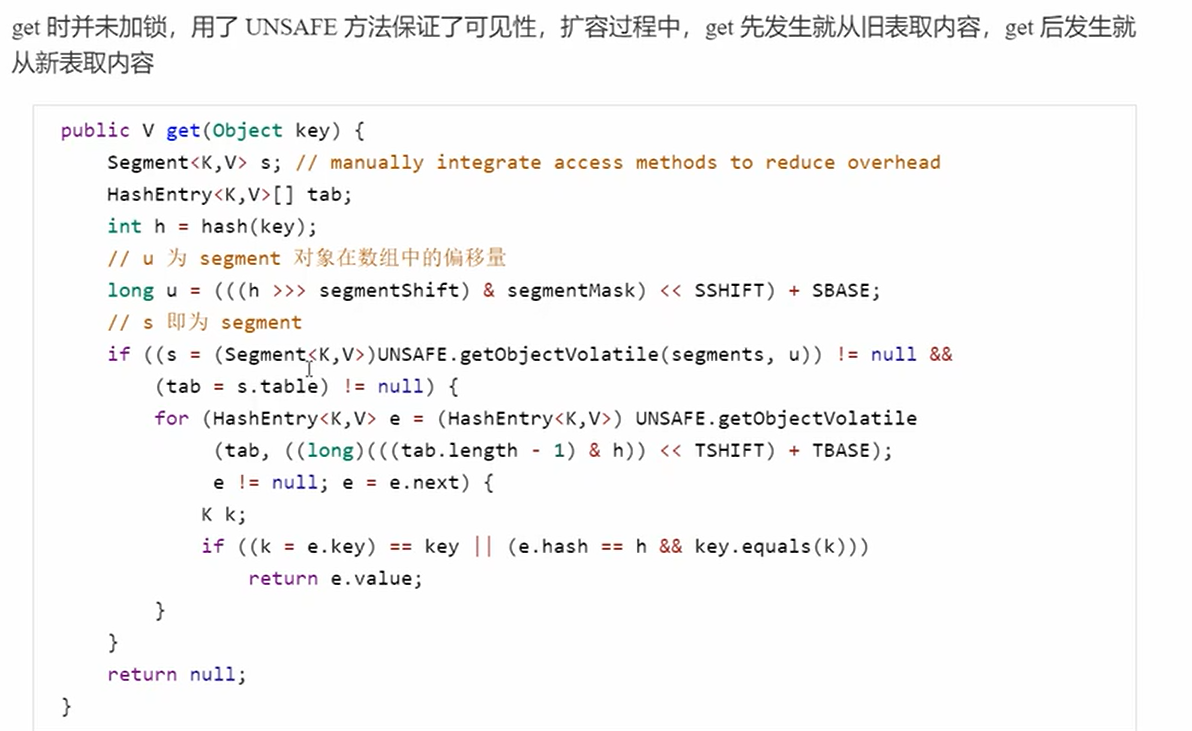 get 时并未加锁，用了 UNSAFE 方法保证了可见性，扩容过程中，get 先发生就从旧表取内容，get 后发生就
从新表取内容
public V get(Object key) {
    Segment<K,V> s; // manually integrate access methods to reduce overhead
    HashEntry<K,V>[] tab;
    int h = hash(key);
    // u 为 segment 对象在数组中的偏移量
    long u = (((h >>> segmentShift) & segmentMask) << SSHIFT) + SBASE;
    // s 即为 segment
    if ((s = (Segment<K,V>)UNSAFE.getObjectVolatile(segments, u)) != null &&
        (tab = s.table) != null) {
        for (HashEntry<K,V> e = (HashEntry<K,V>) UNSAFE.getObjectVolatile
             (tab, ((long)(((tab.length - 1) & h)) << TSHIFT) + TBASE);
             e != null; e = e.next) {
            K k;
            if ((k = e.key) == key || (e.hash == h && key.equals(k)))
                return e.value;
        }
    }
    return null;
}